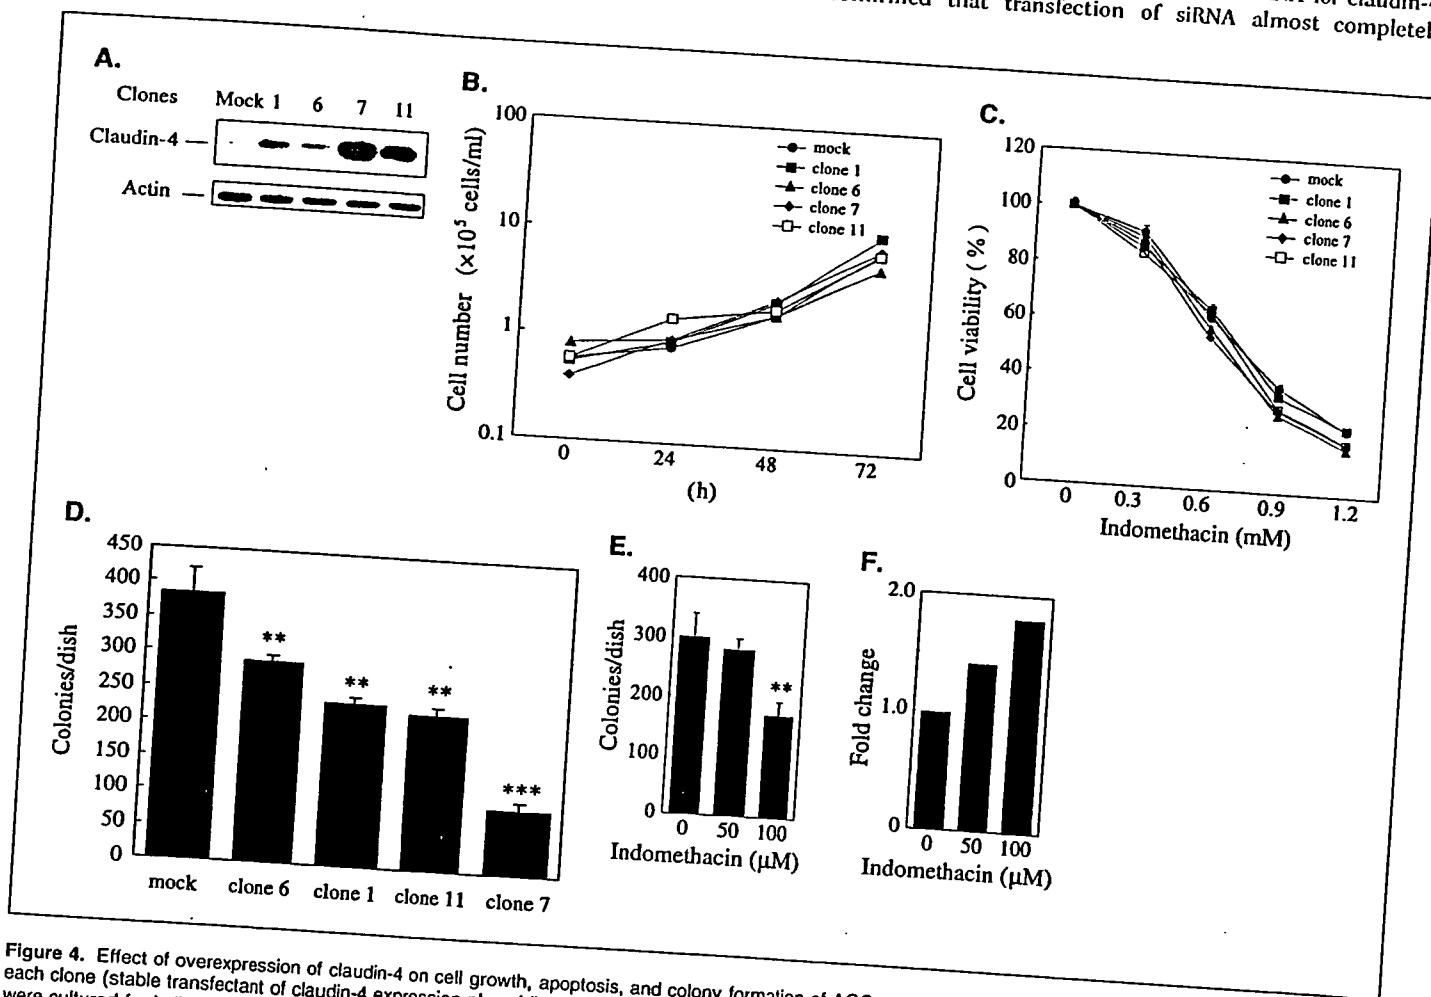 for claudin-4
that transfection of siRNA almost completel
A.
Clones Mock 1 6 7 11
Claudin-4
Actin
B.
Cell number (×10⁵ cells/ml)
100
10
1
0.1
mock
clone 1
clone 6
clone 7
clone 11
0 24 48 72
(h)
C.
Cell viability (%)
120
100
80
60
40
20
0
mock
clone 1
clone 6
clone 7
clone 11
0 0.3 0.6 0.9 1.2
Indomethacin (mM)
D.
Colonies/dish
450
400
350
300
250
200
150
100
50
0
**
**
**
***
mock clone 6 clone 1 clone 11 clone 7
E.
Colonies/dish
400
300
200
100
0
**
0 50 100
Indomethacin (μM)
F.
Fold change
2.0
1.0
0
0 50 100
Indomethacin (μM)
Figure 4. Effect of overexpression of claudin-4 on cell growth, apoptosis, and colony formation of AGS
each clone (stable transfectant of claudin-4 expression
were cultured